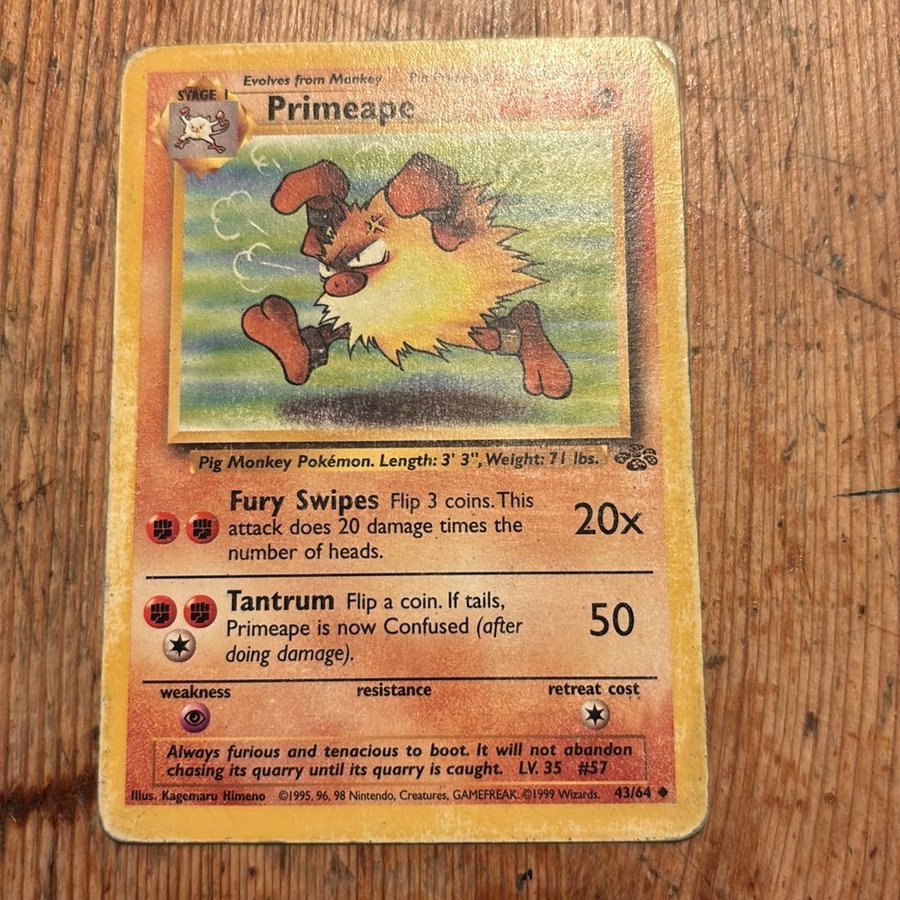 Evolves from Mankey
STAGE 1
Primeape
Pig Monkey Pokémon. Length: 3' 3", Weight: 71 lbs.
Fury Swipes Flip 3 coins. This
attack does 20 damage times the
number of heads.
20x
Tantrum Flip a coin. If tails,
Primeape is now Confused (after
doing damage).
50
weakness resistance retreat cost
Always furious and tenacious to boot. It will not abandon
chasing its quarry until its quarry is caught. LV. 35 #57
Illus. Kagemaru Himeno ©1995, 96, 98 Nintendo, Creatures, GAMEFREAK. ©1999 Wizards. 43/64